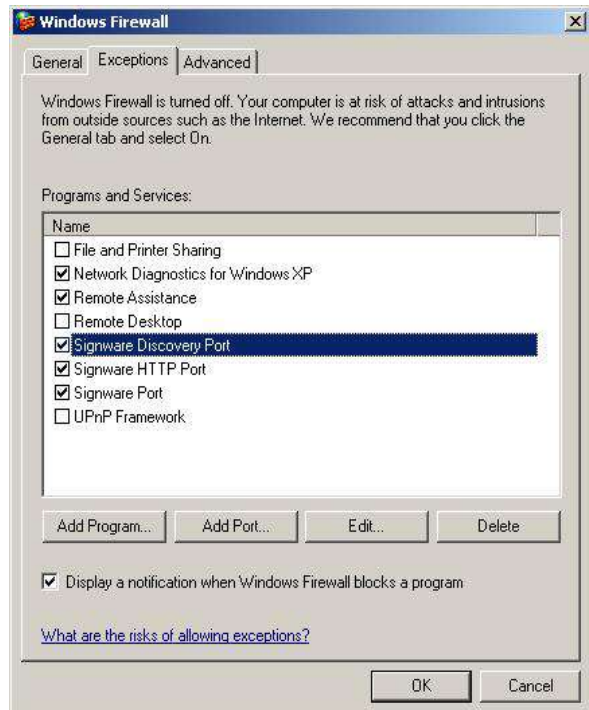 Windows Firewall
General Exceptions Advanced
Windows Firewall is turned off. Your computer is at risk of attacks and intrusions
from outside sources such as the Internet. We recommend that you click the
General tab and select On.
Programs and Services:
Name
File and Printer Sharing
Network Diagnostics for Windows XP
Remote Assistance
Remote Desktop
Signware Discovery Port
Signware HTTP Port
Signware Port
UPnP Framework
Add Program... Add Port... Edit... Delete
Display a notification when Windows Firewall blocks a program
What are the risks of allowing exceptions?
OK Cancel